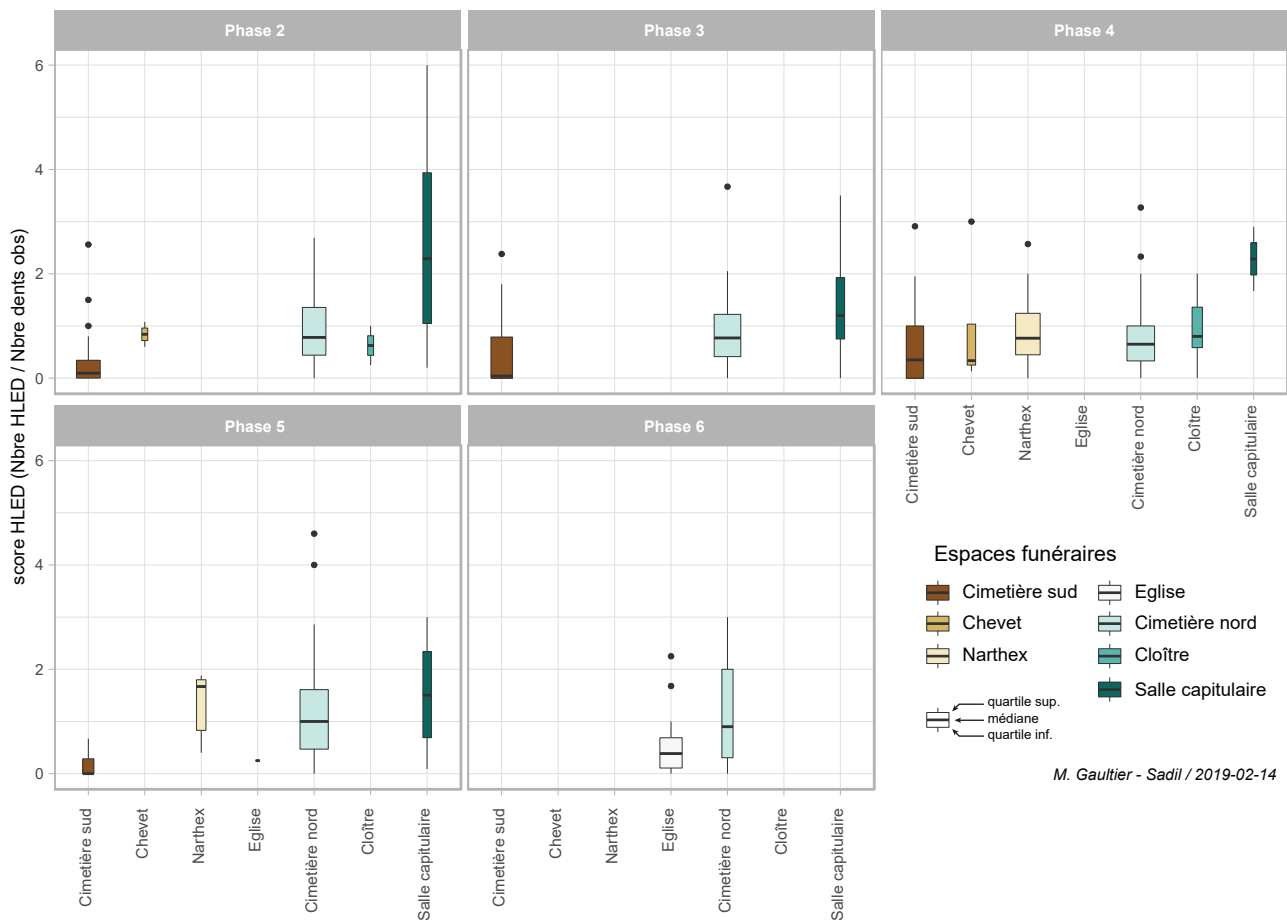 Phase 2
Phase 3
Phase 4
score HLED (Nbre HLED / Nbre dents obs)
6
4
2
0
Cimetière sud
Chevet
Narthex
Eglise
Cimetière nord
Cloître
Salle capitulaire
Phase 5
Phase 6
6
4
2
0
Cimetière sud
Chevet
Narthex
Eglise
Cimetière nord
Cloître
Salle capitulaire
Cimetière sud
Chevet
Narthex
Eglise
Cimetière nord
Cloître
Salle capitulaire
Espaces funéraires
Cimetière sud
Chevet
Narthex
Eglise
Cimetière nord
Cloître
Salle capitulaire
quartile sup.
médiane
quartile inf.
M. Gaultier - Sadil / 2019-02-14